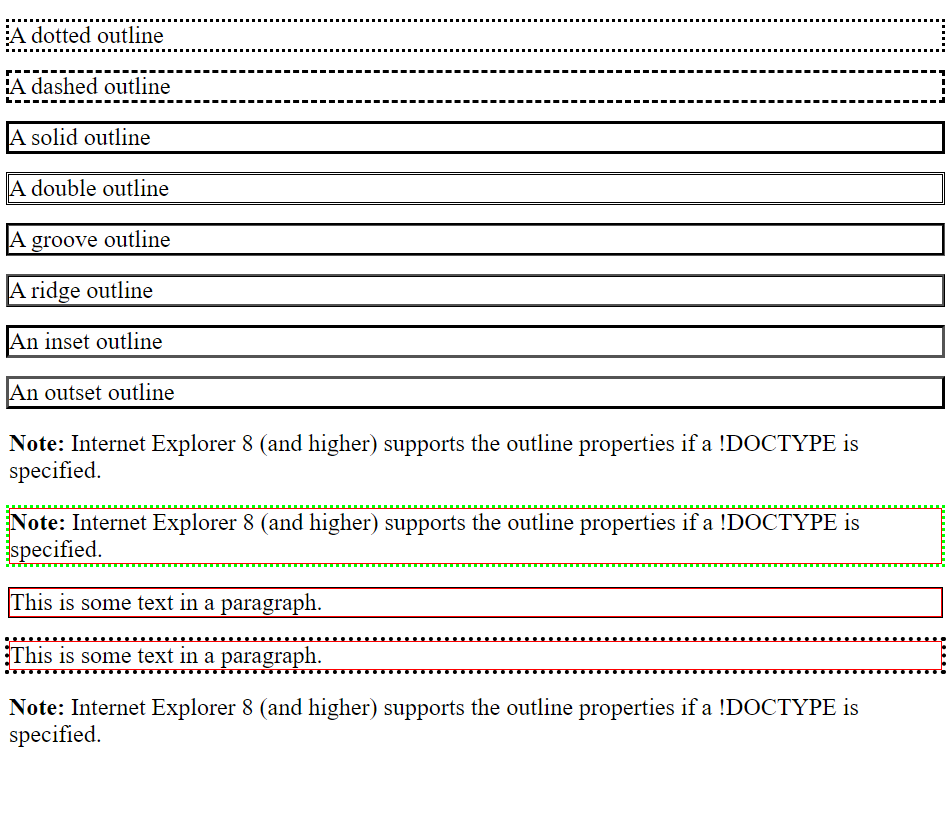 A dotted outline
A dashed outline
A solid outline
A double outline
A groove outline
A ridge outline
An inset outline
An outset outline
Note: Internet Explorer 8 (and higher) supports the outline properties if a !DOCTYPE is
specified.
Note: Internet Explorer 8 (and higher) supports the outline properties if a !DOCTYPE is
specified.
This is some text in a paragraph.
This is some text in a paragraph.
Note: Internet Explorer 8 (and higher) supports the outline properties if a !DOCTYPE is
specified.